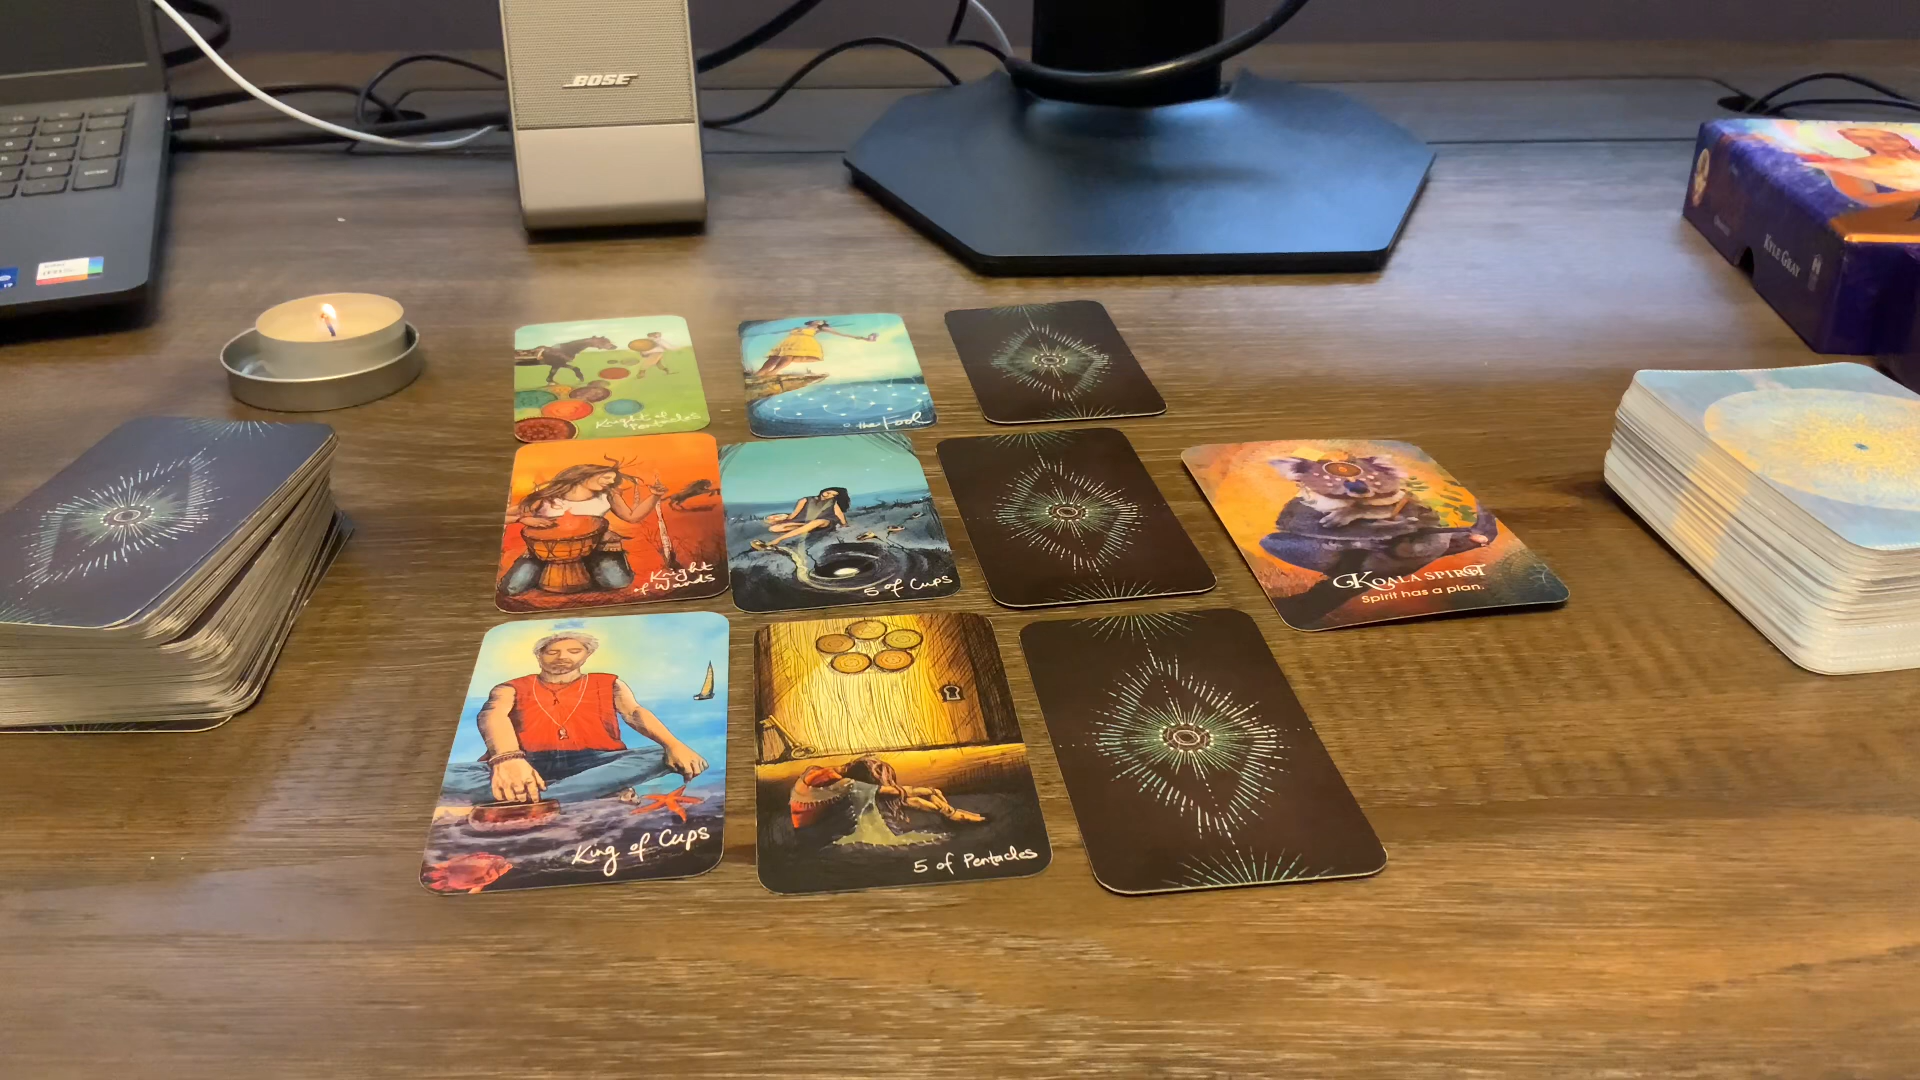 BOSE
KYLE GRAY
Knight of
Pentacles
the Fool
Knight
of Wands
5 of Cups
KOALA SPIRIT
Spirit has a plan.
King of Cups
5 of Pentacles